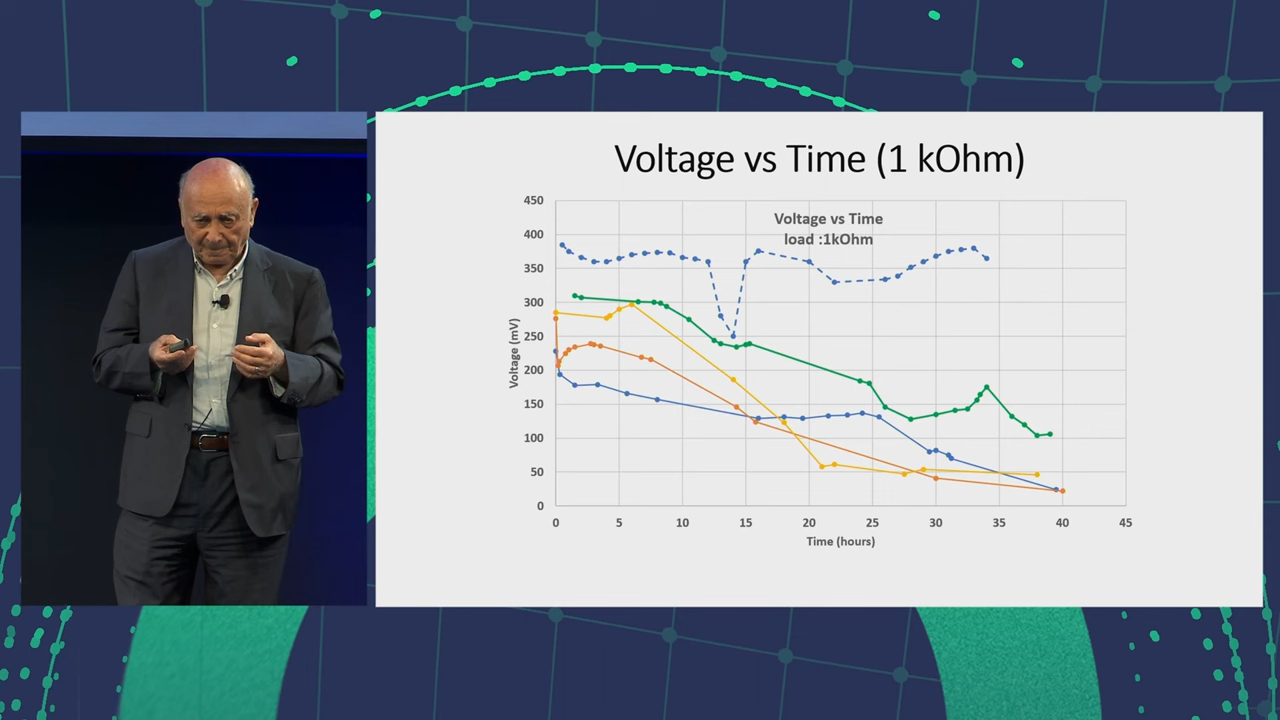 Voltage vs Time (1 kOhm)
Voltage vs Time
load :1kOhm
450
400
350
300
250
200
150
100
50
0
Voltage (mV)
0 5 10 15 20 25 30 35 40 45
Time (hours)